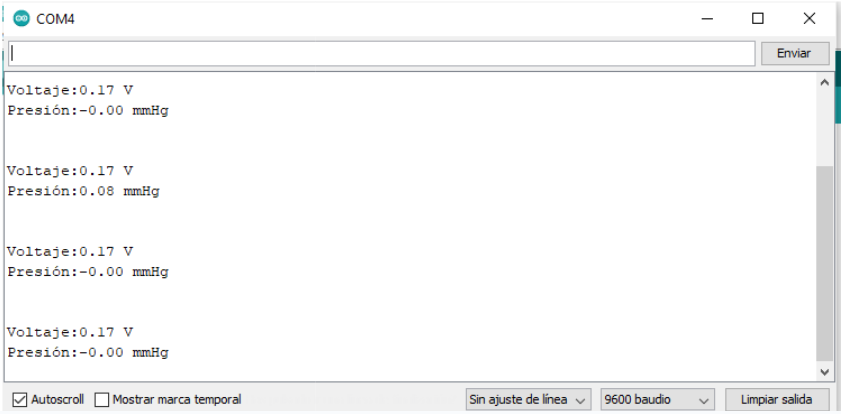 COM4
Enviar
Voltaje:0.17 V
Presión:-0.00 mmHg
Voltaje:0.17 V
Presión:0.08 mmHg
Voltaje:0.17 V
Presión:-0.00 mmHg
Voltaje:0.17 V
Presión:-0.00 mmHg
Autoscroll Mostrar marca temporal Sin ajuste de línea 9600 baudio Limpiar salida